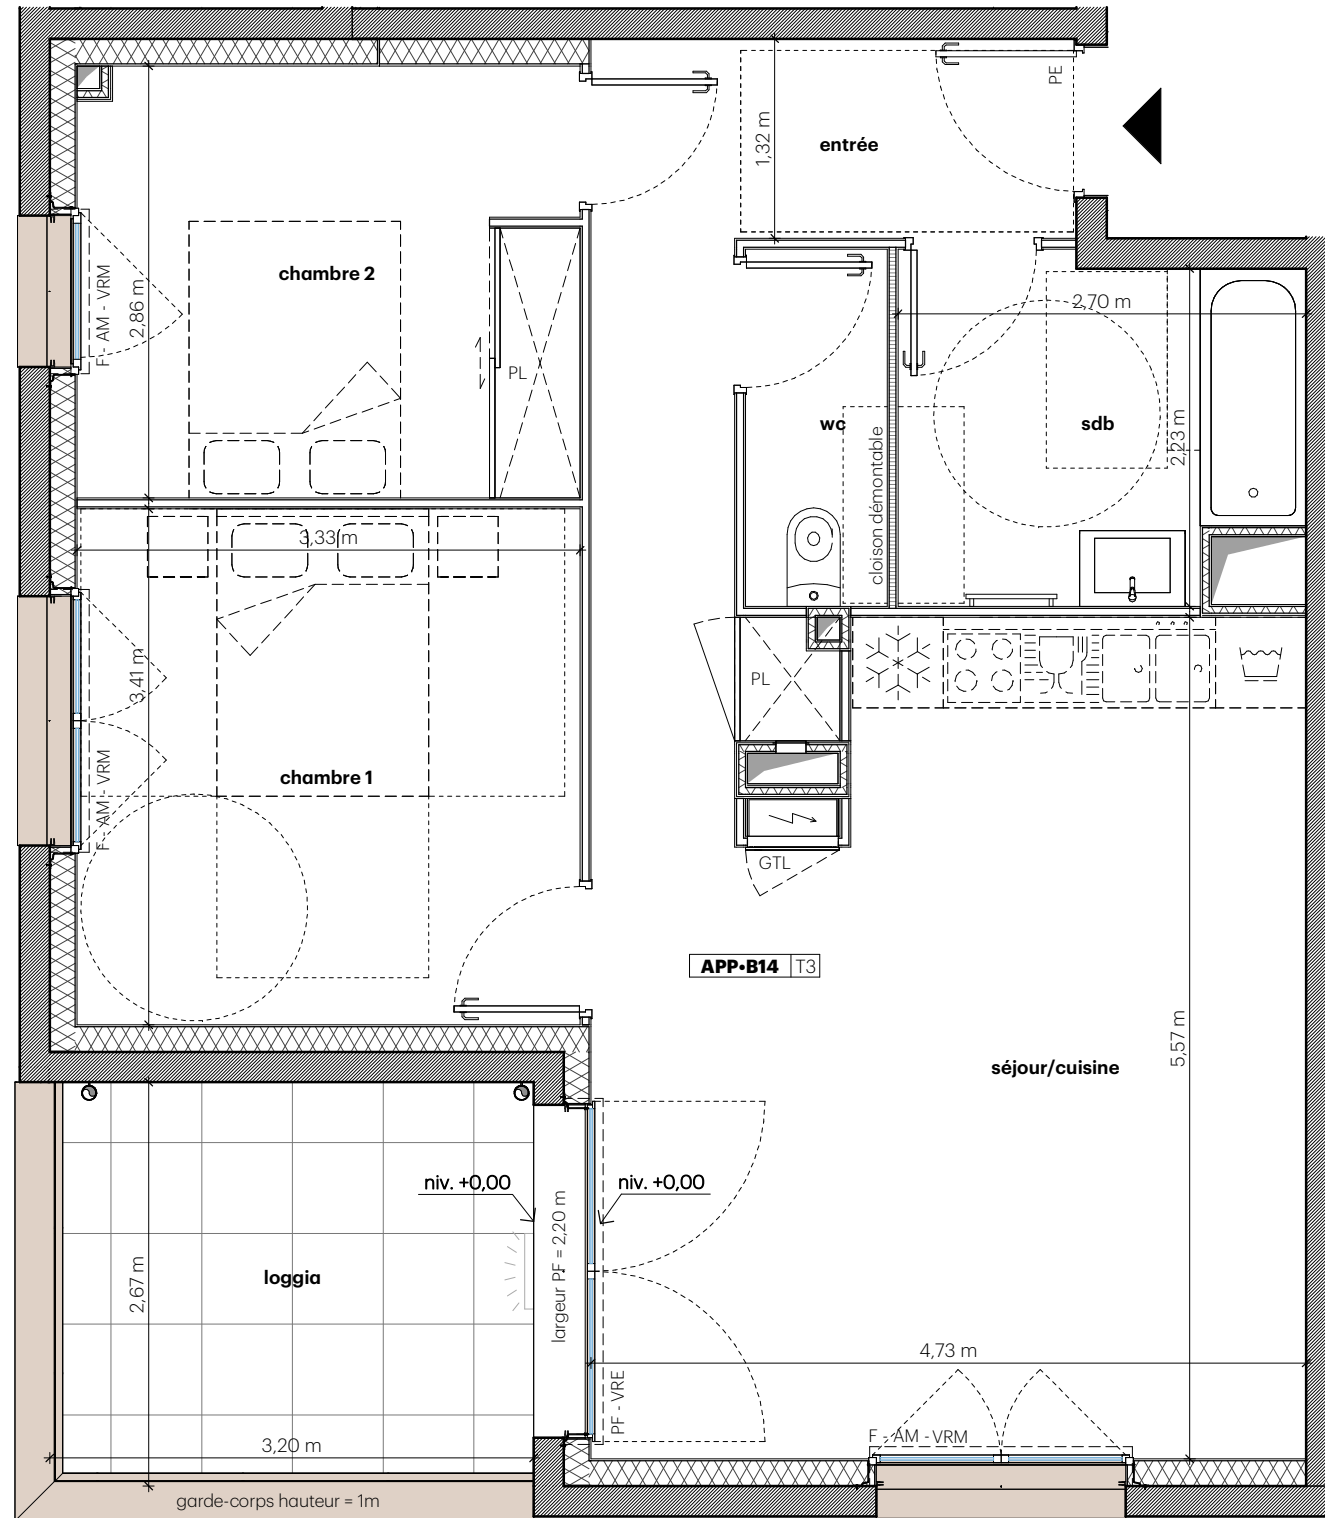 PE
1,32 m
entrée
chambre 2
F - AM - VRM
2,86 m
PL
2,70 m
wc
sdb
2,23 m
cloison démontable
3,33 m
3,41 m
PL
chambre 1
F - AM - VRM
GTL
APP•B14 T3
5,57 m
séjour/cuisine
niv. +0,00
niv. +0,00
largeur PF = 2,20 m
loggia
2,67 m
4,73 m
PF - VRE
F - AM - VRM
3,20 m
garde-corps hauteur = 1m